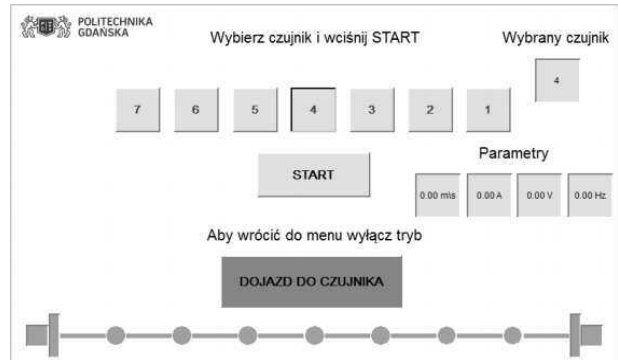 POLITECHNIKA
GDAŃSKA
Wybierz czujnik i wciśnij START
Wybrany czujnik
4
7 6 5 4 3 2 1
START
Parametry
0.00 m\s 0.00 A 0.00 V 0.00 Hz
Aby wrócić do menu wyłącz tryb
DOJAZD DO CZUJNIKA